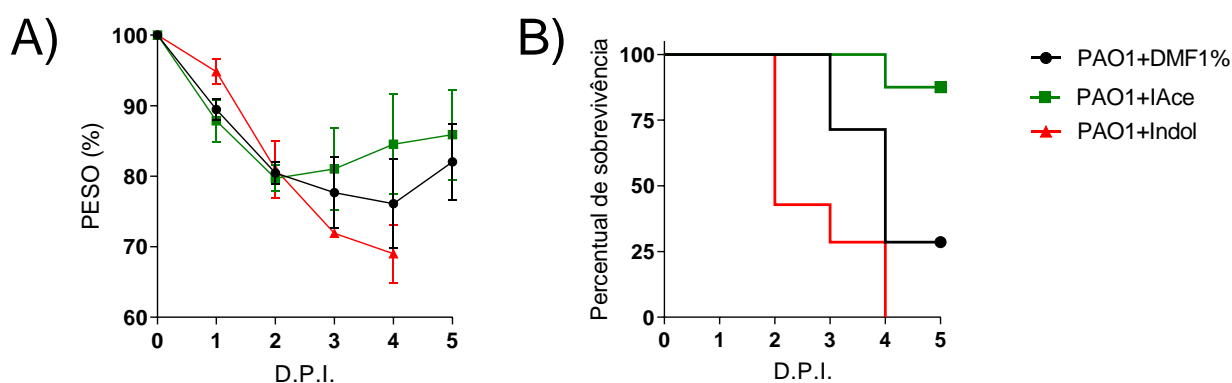 A)
PESO (%)
100
90
80
70
60
0 1 2 3 4 5
D.P.I.
B)
Percentual de sobrevivência
100
75
50
25
0
0 1 2 3 4 5
D.P.I.
PAO1+DMF1%
PAO1+IAce
PAO1+Indol